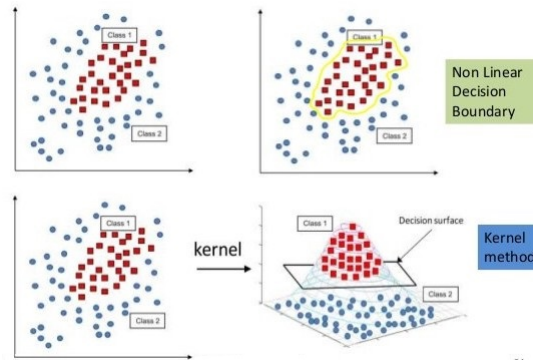 Class 1
Class 2
Class 1
Class 2
Non Linear
Decision
Boundary
Class 1
Class 2
kernel
Class 1
Decision surface
Class 2
Kernel
method